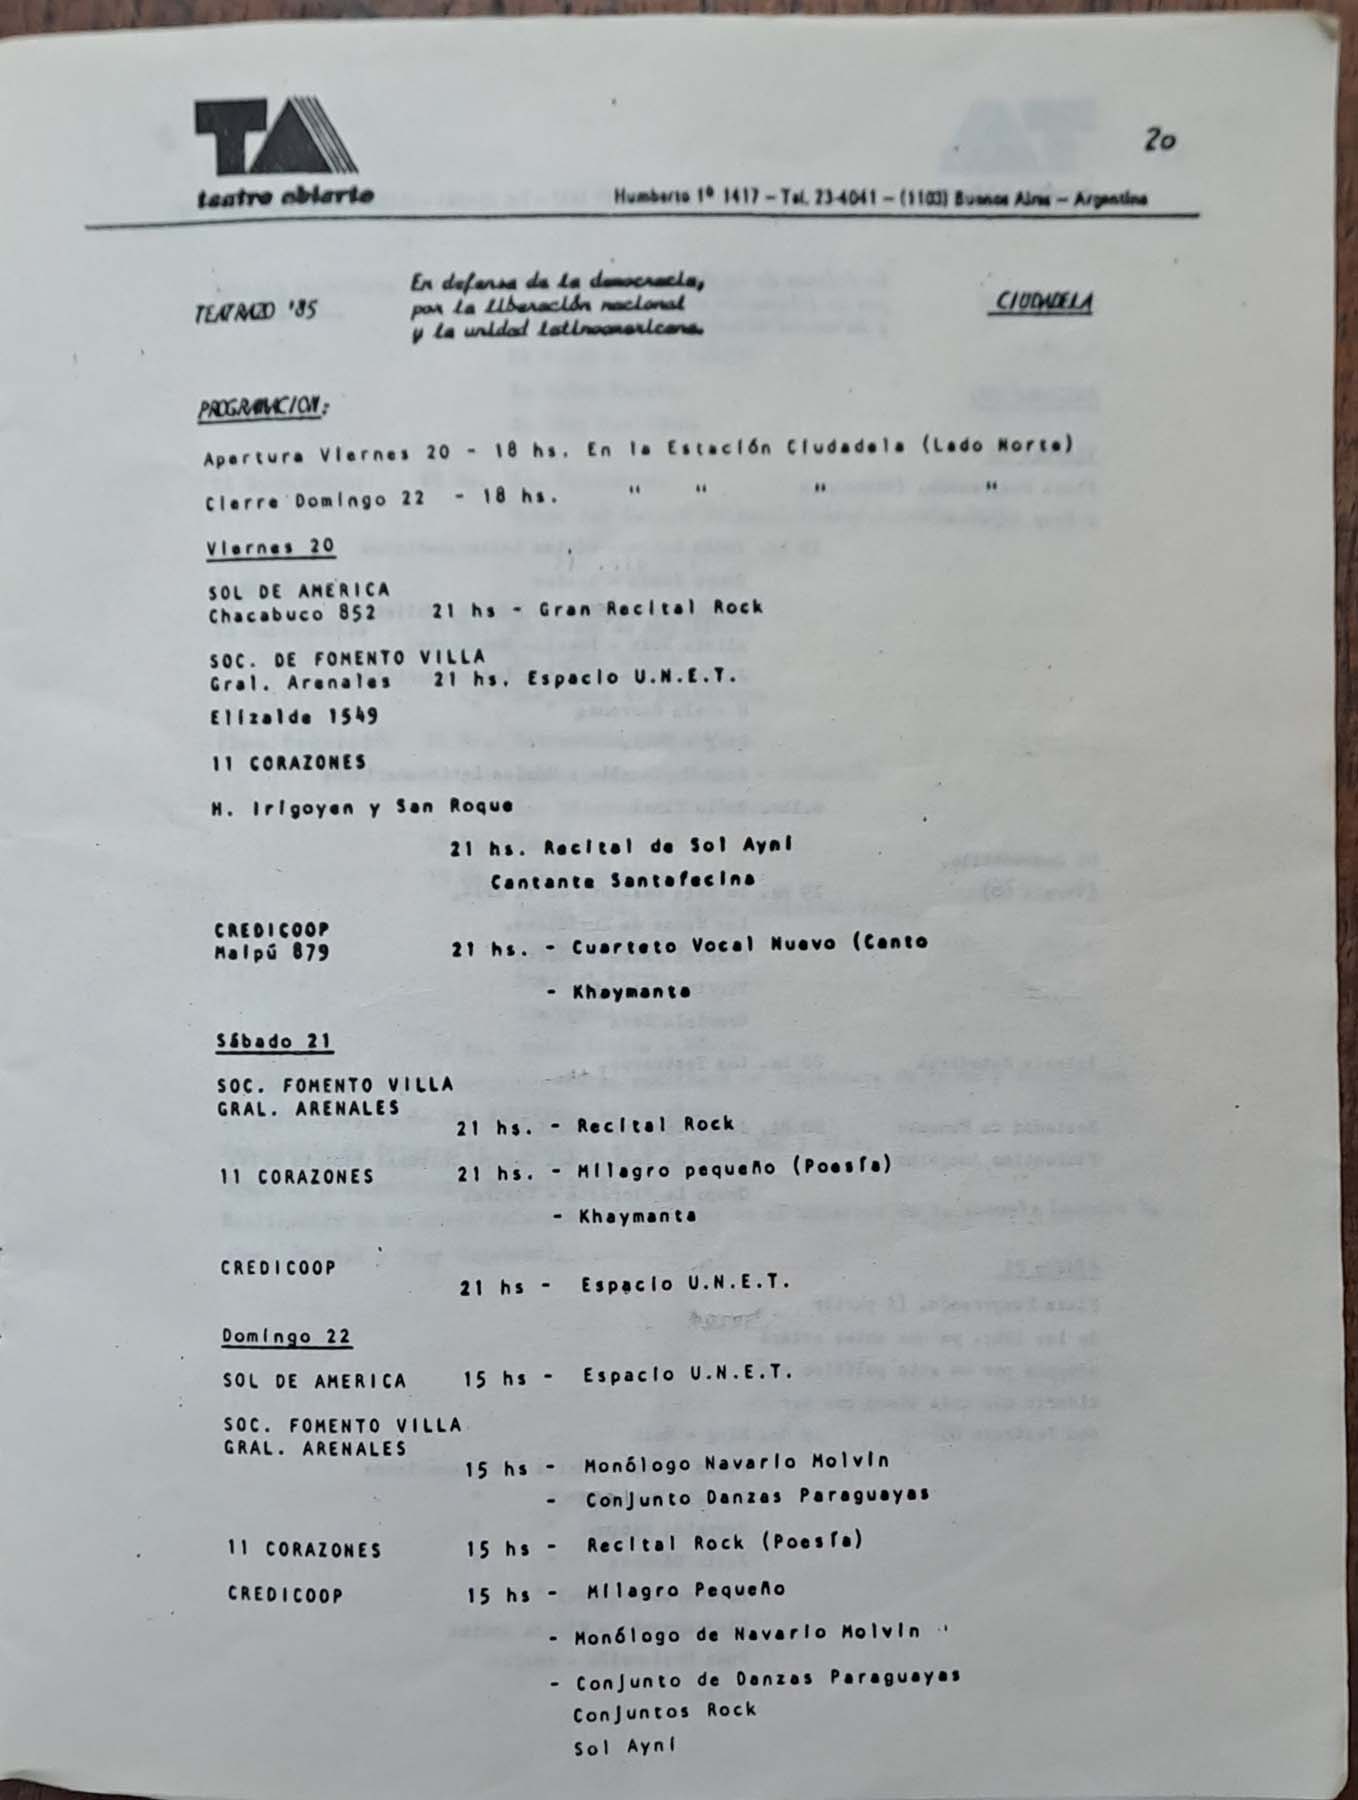 TA
20
teatro abierto
Humberto 1º 1417 – Tel. 23-4041 – (1103) Buenos Aires – Argentina
TEATRAZO '85
En defensa de la democracia,
por la liberación nacional
y la unidad latinoamericana.
CIUDADELA
PROGRAMACION:
Apertura Viernes 20 - 18 hs. En la Estación Ciudadela (Lado Norte)
Cierre Domingo 22 - 18 hs. " " " "
Viernes 20
SOL DE AMERICA
Chacabuco 852 21 hs - Gran Recital Rock
SOC. DE FOMENTO VILLA
Gral. Arenales 21 hs. Espacio U.N.E.T.
Elizalde 1549
11 CORAZONES
H. Irigoyen y San Roque
21 hs. Recital de Sol Ayní
Cantante Santafecina
CREDICOOP
Maipú 879 21 hs. - Cuarteto Vocal Nuevo (Canto
- Khaymanta
Sábado 21
SOC. FOMENTO VILLA
GRAL. ARENALES
21 hs. - Recital Rock
11 CORAZONES 21 hs. - Milagro pequeño (Poesía)
- Khaymanta
CREDICOOP
21 hs - Espacio U.N.E.T.
Domingo 22
SOL DE AMERICA 15 hs - Espacio U.N.E.T.
SOC. FOMENTO VILLA
GRAL. ARENALES
15 hs - Monólogo Navario Molvin
- Conjunto Danzas Paraguayas
11 CORAZONES 15 hs - Recital Rock (Poesía)
CREDICOOP 15 hs - Milagro Pequeño
- Monólogo de Navario Molvin
- Conjunto de Danzas Paraguayas
Conjuntos Rock
Sol Ayní